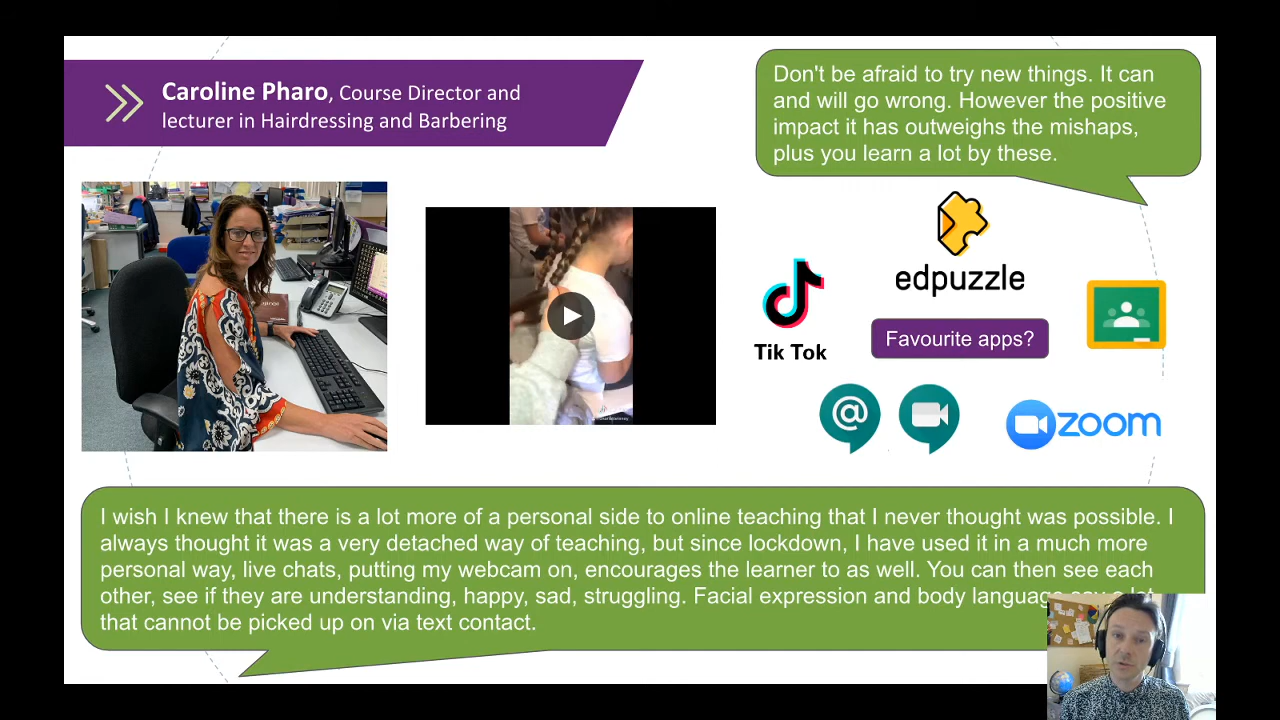 Caroline Pharo, Course Director and
lecturer in Hairdressing and Barbering
Don't be afraid to try new things. It can
and will go wrong. However the positive
impact it has outweighs the mishaps,
plus you learn a lot by these.
edpuzzle
Tik Tok
Favourite apps?
zoom
I wish I knew that there is a lot more of a personal side to online teaching that I never thought was possible. I
always thought it was a very detached way of teaching, but since lockdown, I have used it in a much more
personal way, live chats, putting my webcam on, encourages the learner to as well. You can then see each
other, see if they are understanding, happy, sad, struggling. Facial expression and body language say a lot
that cannot be picked up on via text contact.